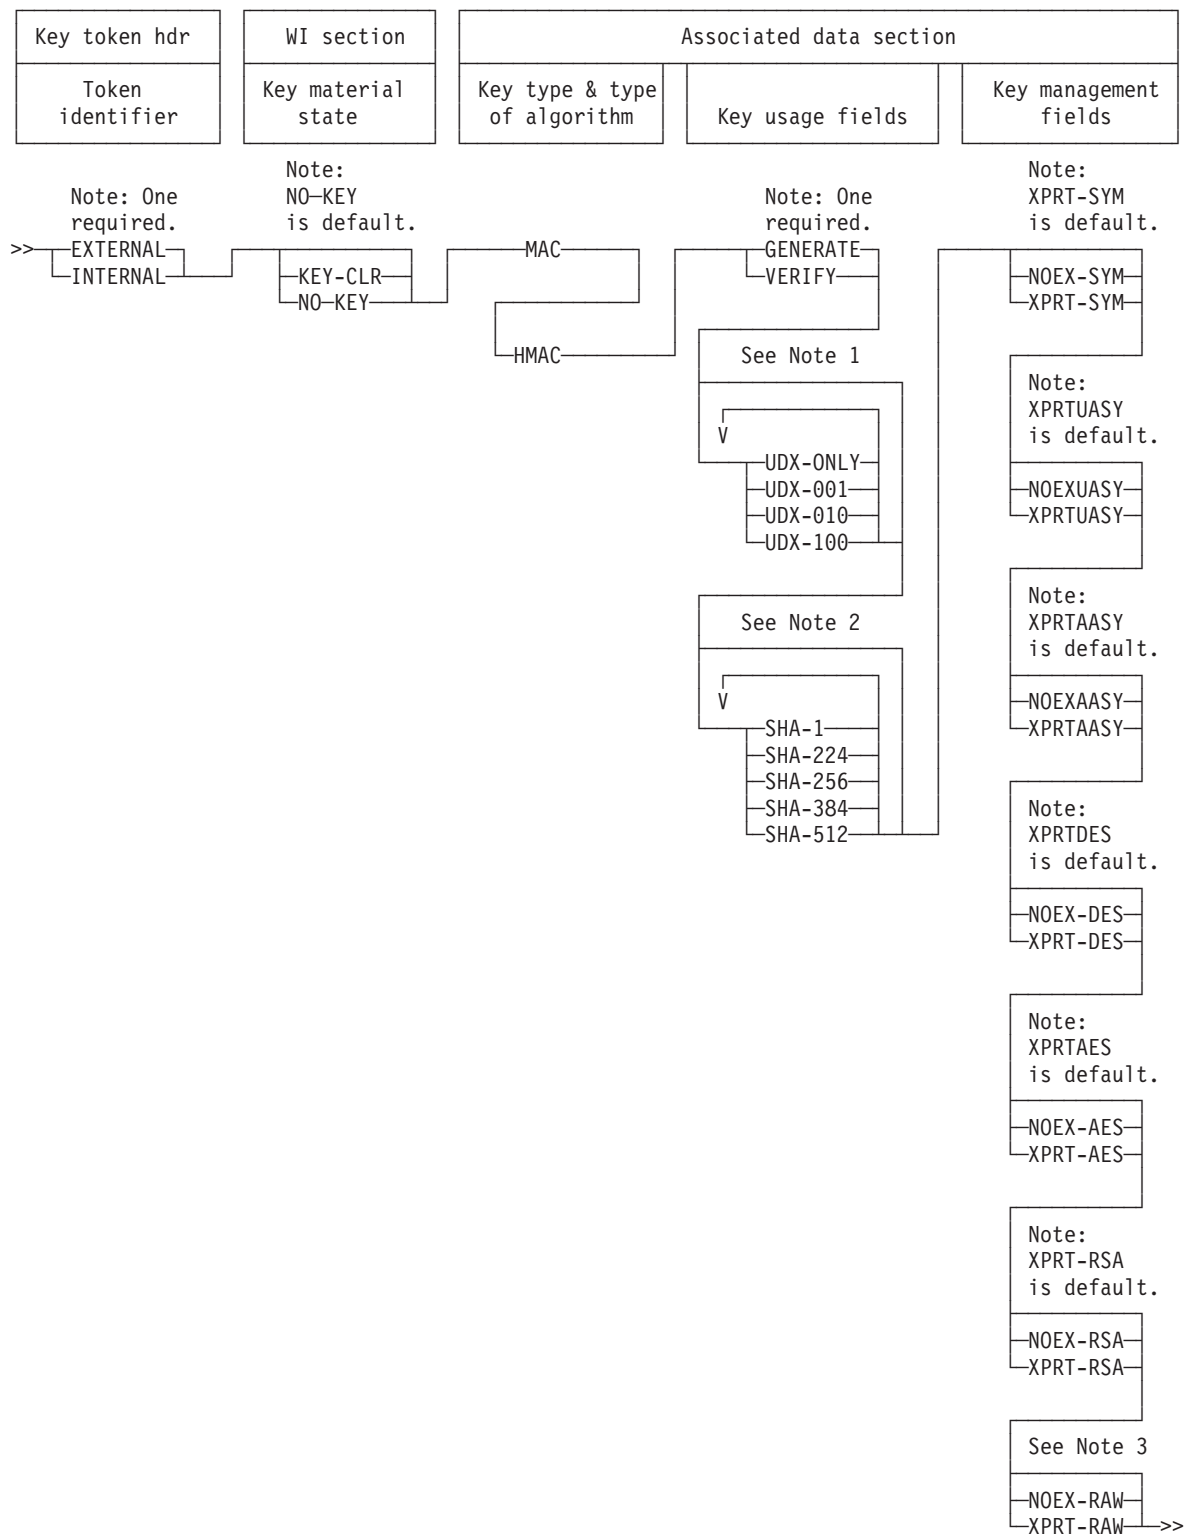 Key token hdr
WI section
Associated data section
Token
identifier
Key material
state
Key type & type
of algorithm
Key usage fields
Key management
fields
Note:
NO-KEY
is default.
Note: One
required.
Note: One
required.
Note:
XPRT-SYM
is default.
>> EXTERNAL
INTERNAL
KEY-CLR
NO-KEY
MAC
HMAC
GENERATE
VERIFY
See Note 1
V
UDX-ONLY
UDX-001
UDX-010
UDX-100
See Note 2
V
SHA-1
SHA-224
SHA-256
SHA-384
SHA-512
NOEX-SYM
XPRT-SYM
Note:
XPRTUASY
is default.
NOEXUASY
XPRTUASY
Note:
XPRTAASY
is default.
NOEXAASY
XPRTAASY
Note:
XPRTDES
is default.
NOEX-DES
XPRT-DES
Note:
XPRTAES
is default.
NOEX-AES
XPRT-AES
Note:
XPRT-RSA
is default.
NOEX-RSA
XPRT-RSA
See Note 3
NOEX-RAW
XPRT-RAW >>